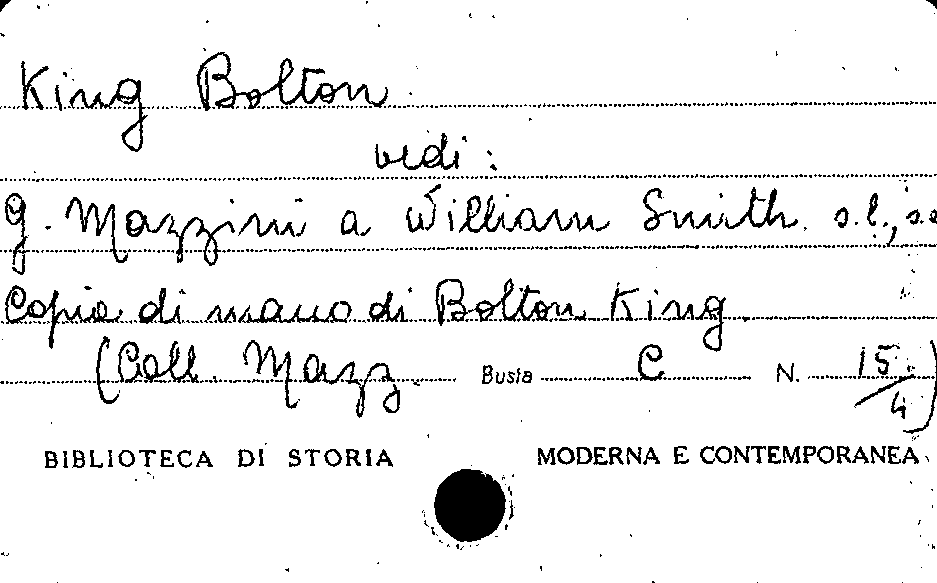 King Bolton
vedi:
G. Mazzini a William Smith. s.l., s.
Copia di mano di Bolton King.
(Coll. Mazz. Busta C N. 15/4)
BIBLIOTECA DI STORIA MODERNA E CONTEMPORANEA